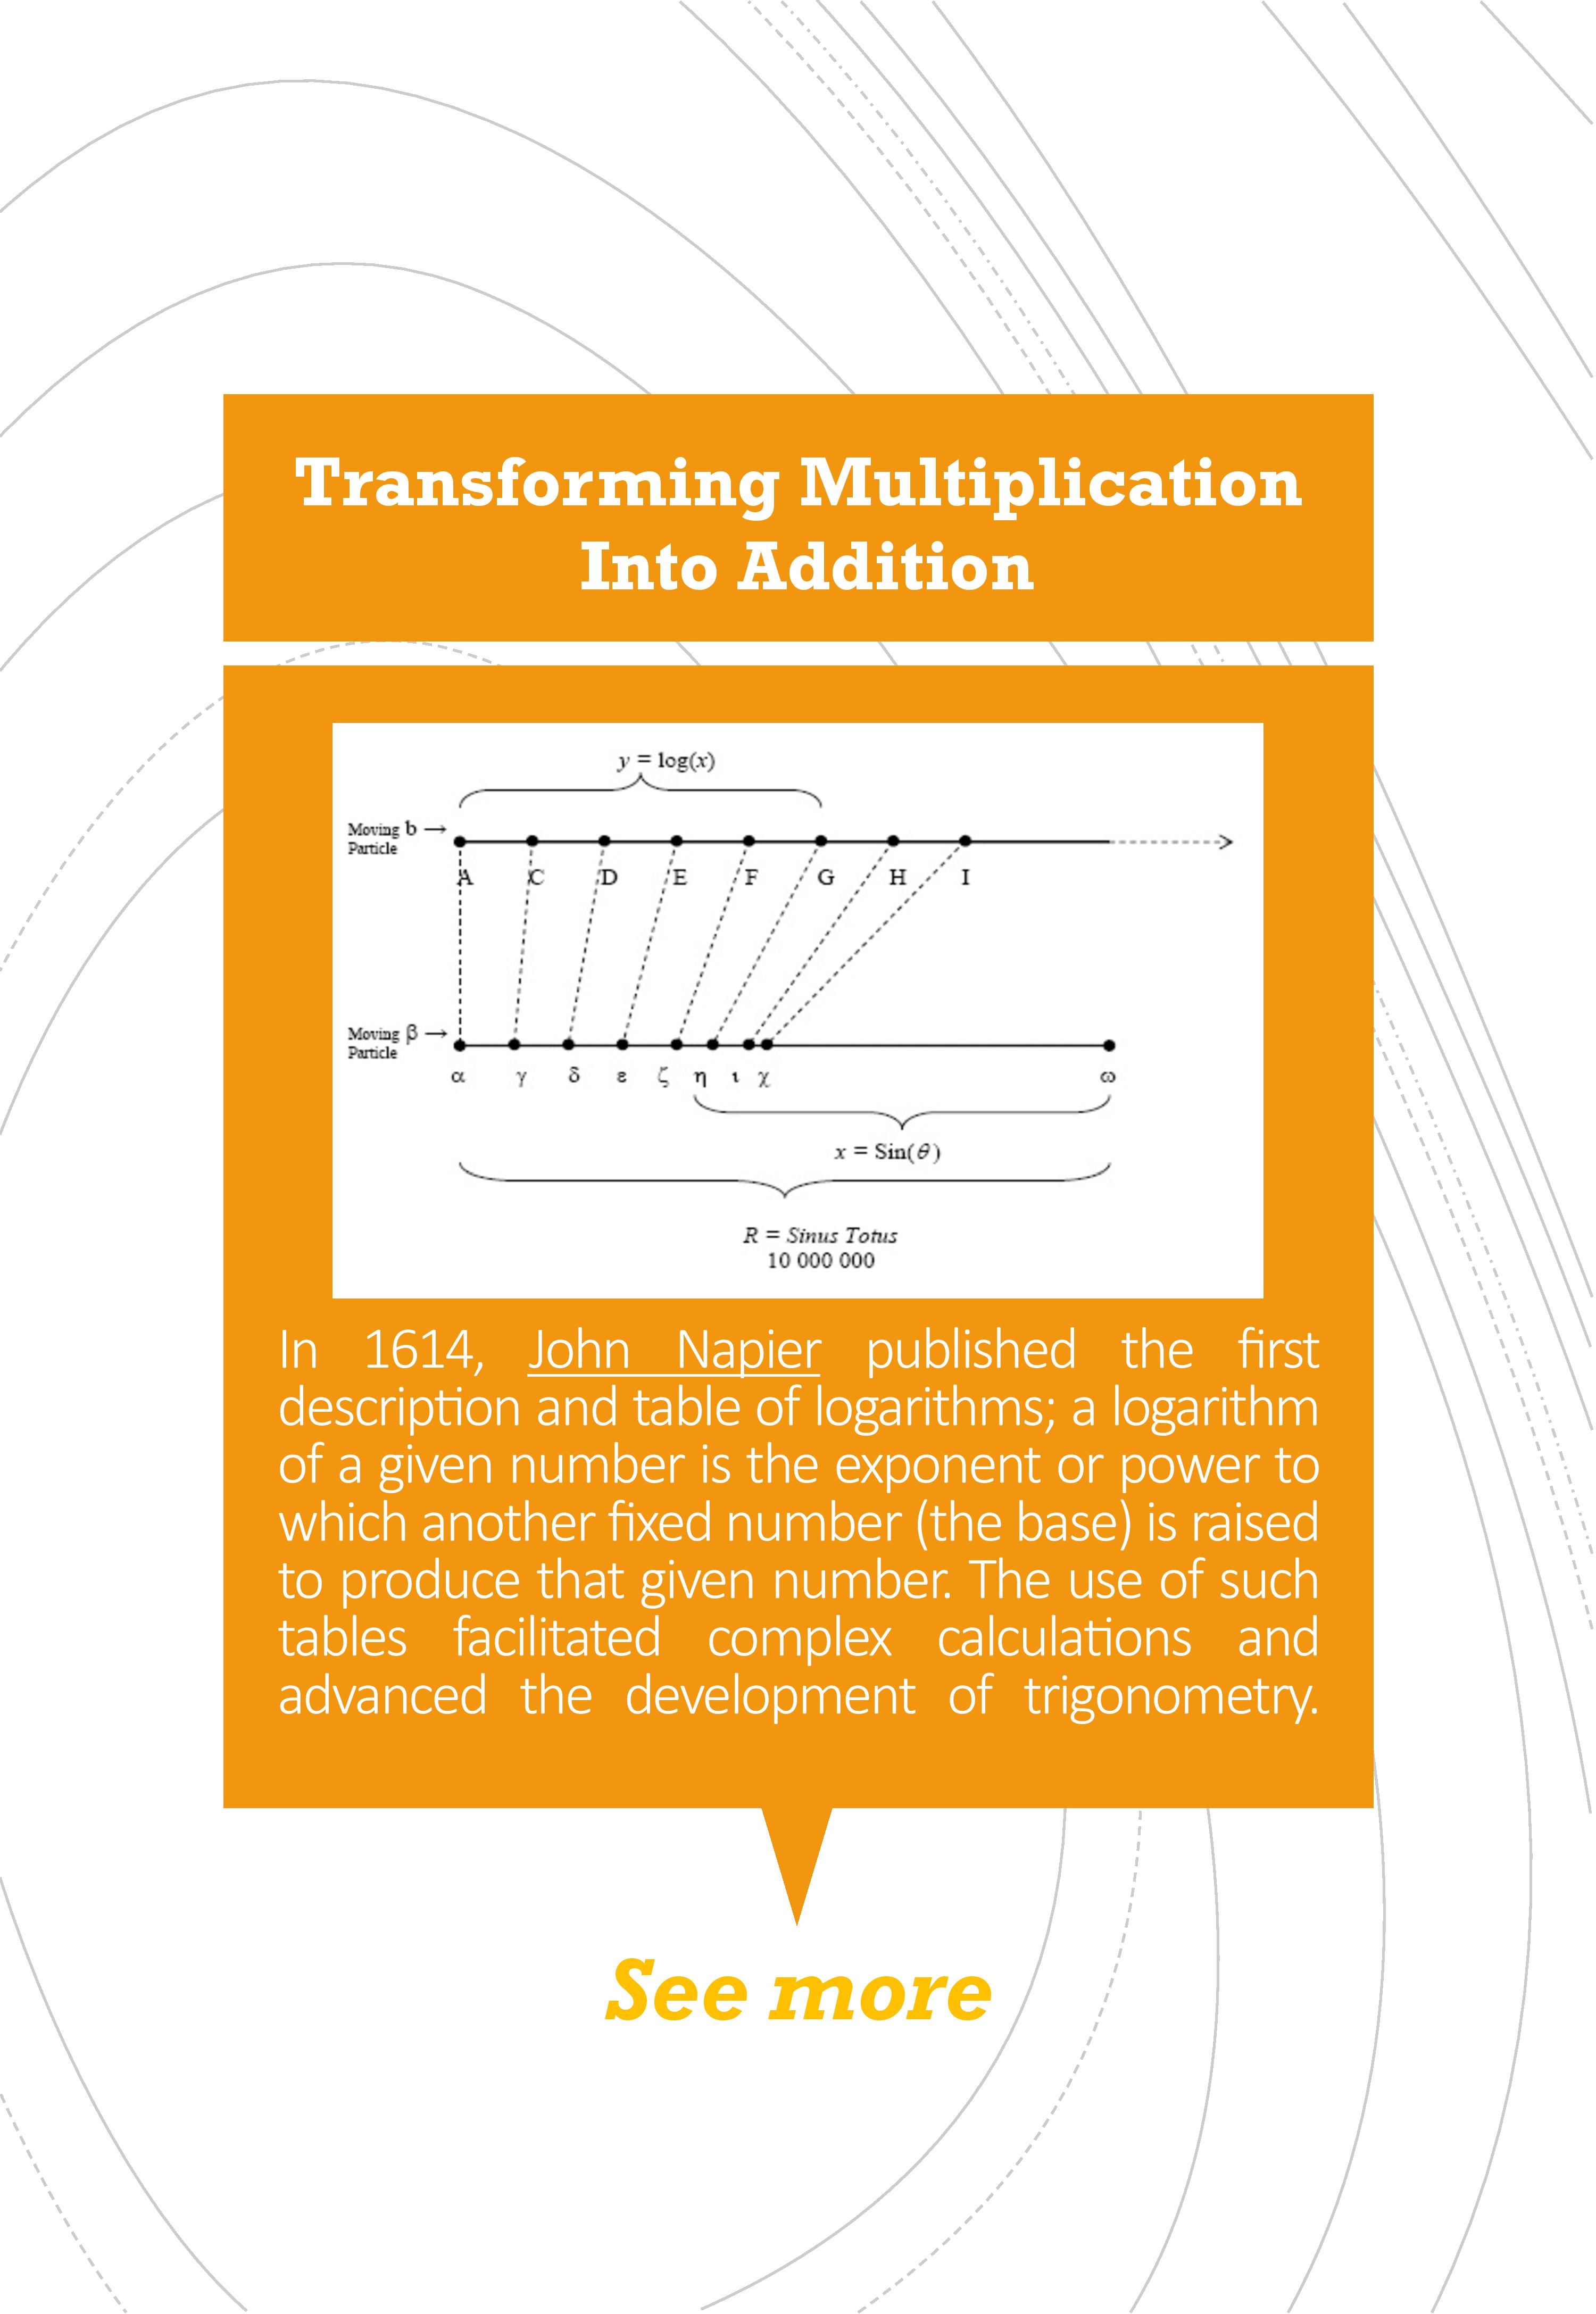 Transforming Multiplication
Into Addition
y = log(x)
Moving b →
Particle
A C D E F G H I
Moving β →
Particle
α γ δ ε ζ η ι χ ω
x = Sin(θ)
R = Sinus Totus
10 000 000
In 1614, John Napier published the first
description and table of logarithms; a logarithm
of a given number is the exponent or power to
which another fixed number (the base) is raised
to produce that given number. The use of such
tables facilitated complex calculations and
advanced the development of trigonometry.
See more